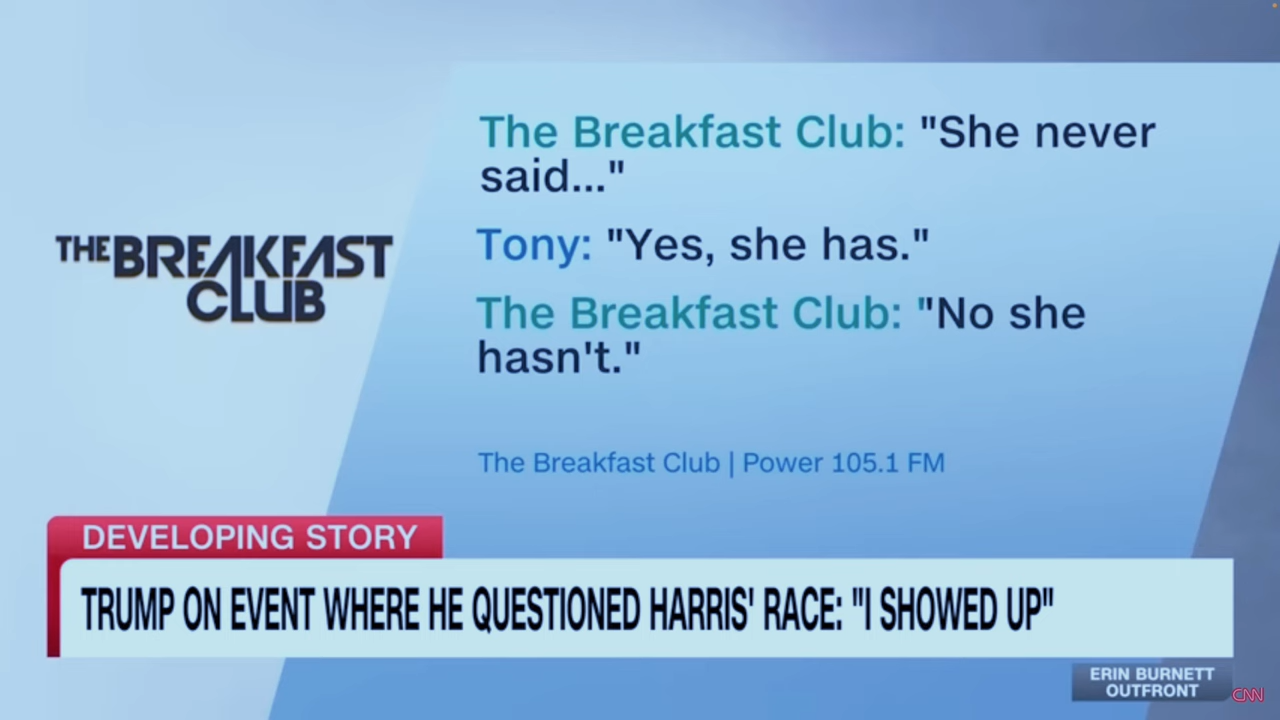 The Breakfast Club: "She never
said..."
Tony: "Yes, she has."
The Breakfast Club: "No she
hasn't."
THE BREAKFAST
CLUB
The Breakfast Club | Power 105.1 FM
DEVELOPING STORY
TRUMP ON EVENT WHERE HE QUESTIONED HARRIS' RACE: "I SHOWED UP"
ERIN BURNETT
OUTFRONT
CNN